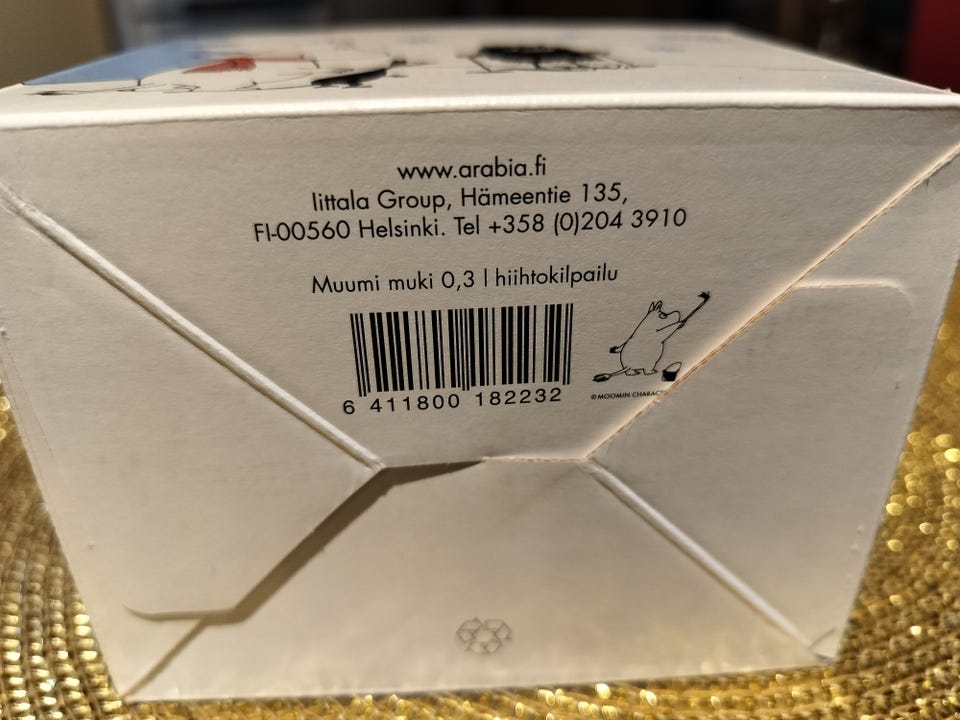 www.arabia.fi
Iittala Group, Hämeentie 135,
FI-00560 Helsinki. Tel +358 (0)204 3910
Muumi muki 0,3 l hiihtokilpailu
6 411800 182232
© MOOMIN